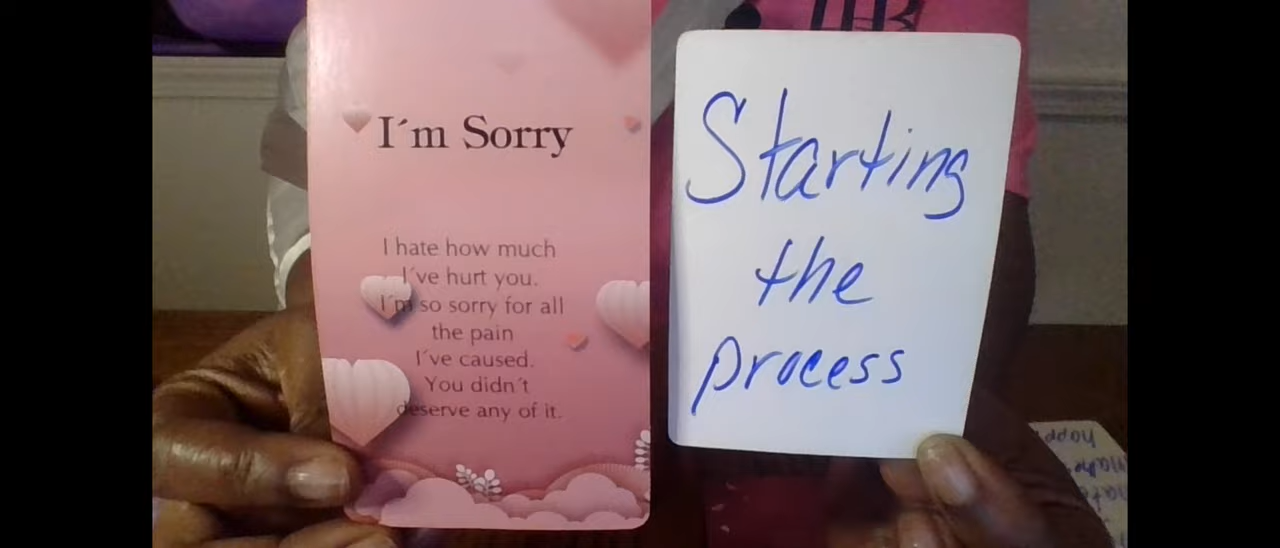 I´m Sorry
I hate how much
I´ve hurt you.
I´m so sorry for all
the pain
I´ve caused.
You didn´t
deserve any of it.
Starting
the
process